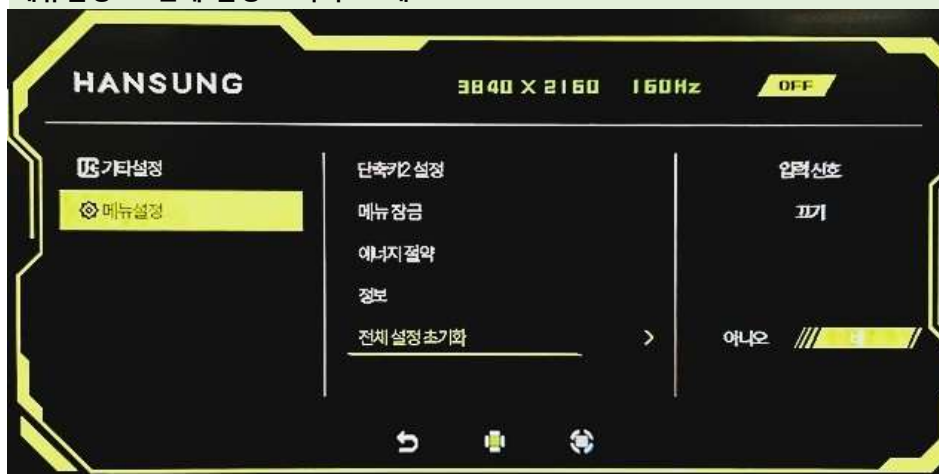 HANSUNG 3840 X 2160 160Hz OFF
기타설정
메뉴설정
단축키2 설정
메뉴 잠금
에너지 절약
정보
전체 설정 초기화 >
입력 신호
끄기
아니오 네